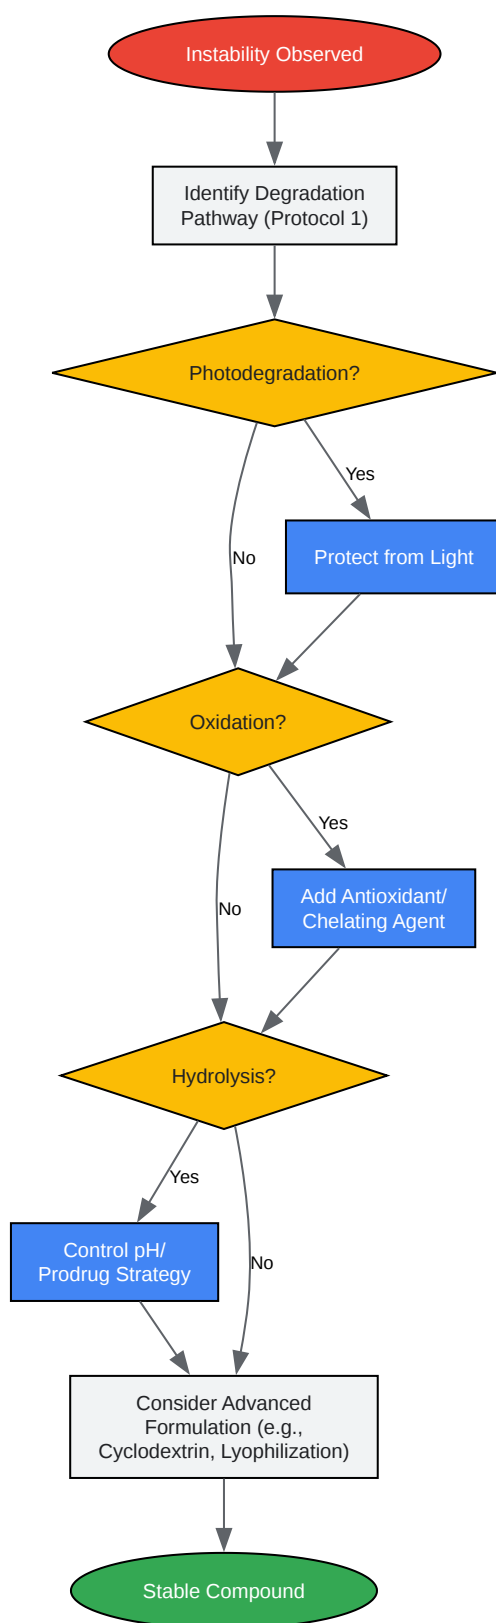 Instability Observed
Identify Degradation
Pathway (Protocol 1)
Photodegradation?
Yes
No
Protect from Light
Oxidation?
Yes
No
Add Antioxidant/
Chelating Agent
Hydrolysis?
Yes
No
Control pH/
Prodrug Strategy
Consider Advanced
Formulation (e.g.,
Cyclodextrin, Lyophilization)
Stable Compound